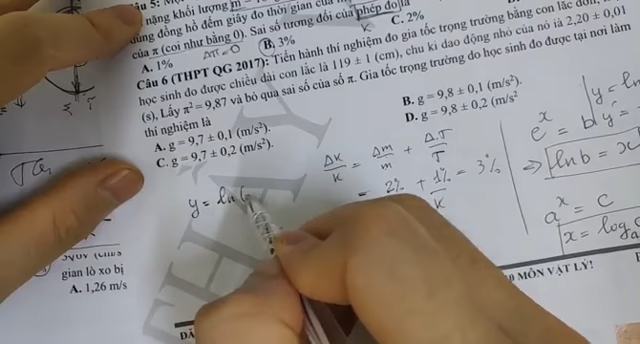 nặng khối lượng m
dùng đồng hồ đếm giây đo thời gian của
của π (coi như bằng 0). Sai số tương đối của phép đo là
Δπ = 0
K
A. 1%
B. 3%
C. 2%
Câu 6 (THPT QG 2017): Tiến hành thí nghiệm đo gia tốc trọng trường bằng con lắc đơn,
học sinh đo được chiều dài con lắc là 119 ± 1 (cm), chu kì dao động nhỏ của nó là 2,20 ± 0,01
(s), Lấy π² = 9,87 và bỏ qua sai số của số π. Gia tốc trọng trường do học sinh đo được tại nơi làm
thí nghiệm là
A. g = 9,7 ± 0,1 (m/s²).
B. g = 9,8 ± 0,1 (m/s²).
C. g = 9,7 ± 0,2 (m/s²).
D. g = 9,8 ± 0,2 (m/s²
ΔK/K = Δm/m + ΔT/T
= 2% + 1% = 3%
K
y = ln
e^x = b
y' =
⇒ ln b = x
a^x = c
x = log_a
THAY
gian lò xo bị
A. 1,26 m/s
MÔN VẬT LÝ!